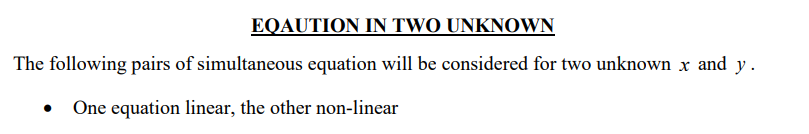 EQAUTION IN TWO UNKNOWN
The following pairs of simultaneous equation will be considered for two unknown x and y .
• One equation linear, the other non-linear